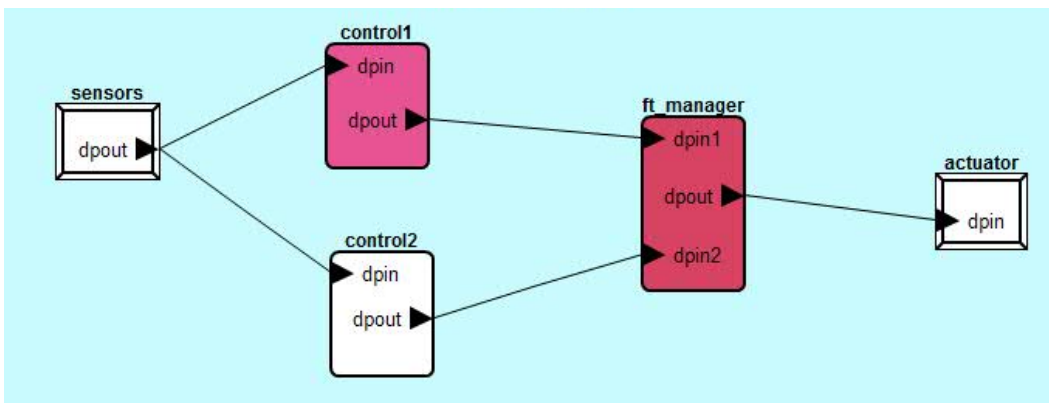 sensors
dpout
control1
dpin
dpout
control2
dpin
dpout
ft_manager
dpin1
dpout
dpin2
actuator
dpin